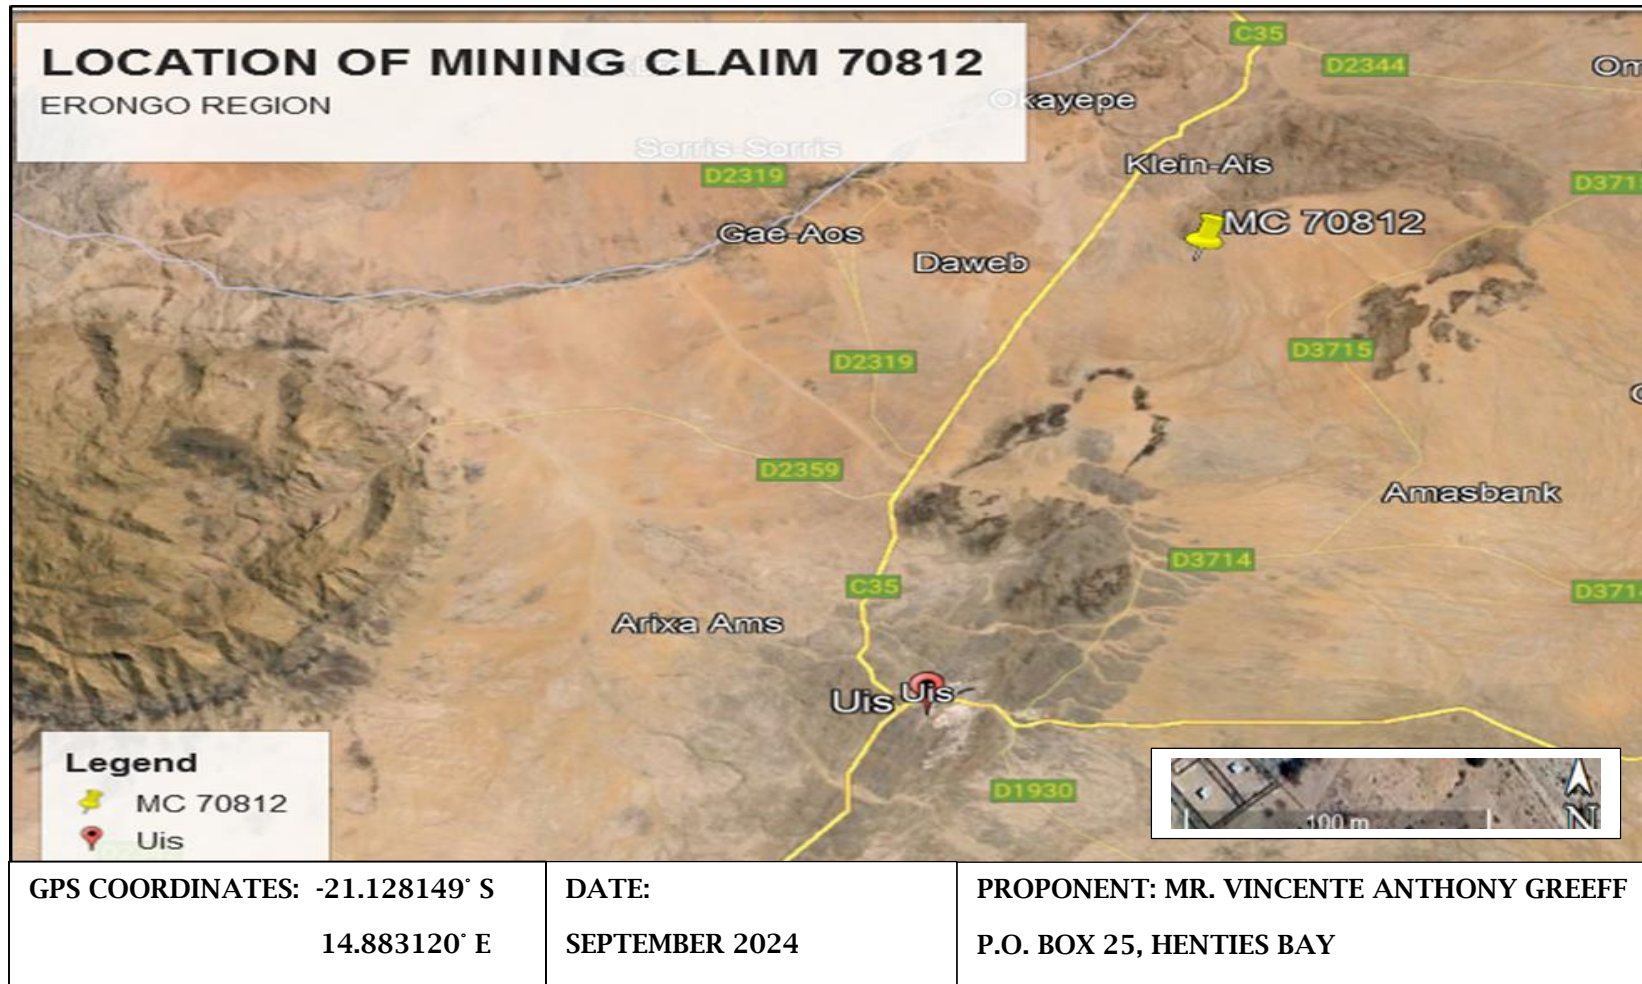 LOCATION OF MINING CLAIM 70812
ERONGO REGION
C35
D2344
Om
Okayepe
Sorris-Sorris
D2319
Klein-Ais
D371
MC 70812
Gae-Aos
Daweb
D2319
D3715
D2359
Amasbank
D3714
C35
D371
Arixa Ams
Uis
Uis
D1930
Legend
MC 70812
Uis
100 m
N
GPS COORDINATES: -21.128149° S
14.883120° E
DATE:
SEPTEMBER 2024
PROPONENT: MR. VINCENTE ANTHONY GREEFF
P.O. BOX 25, HENTIES BAY